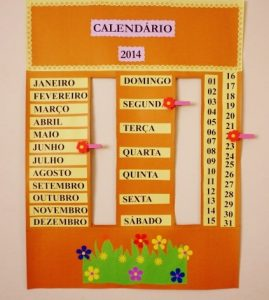 CALENDÁRIO
2014
JANEIRO
FEVEREIRO
MARÇO
ABRIL
MAIO
JUNHO
JULHO
AGOSTO
SETEMBRO
OUTUBRO
NOVEMBRO
DEZEMBRO
DOMINGO
SEGUND
TERÇA
QUARTA
QUINTA
SEXTA
SÁBADO
01
02
03
04
05
06
07
08
09
10
11
12
13
14
15
16
17
18
19
20
21
23
24
25
26
27
28
29
30
31